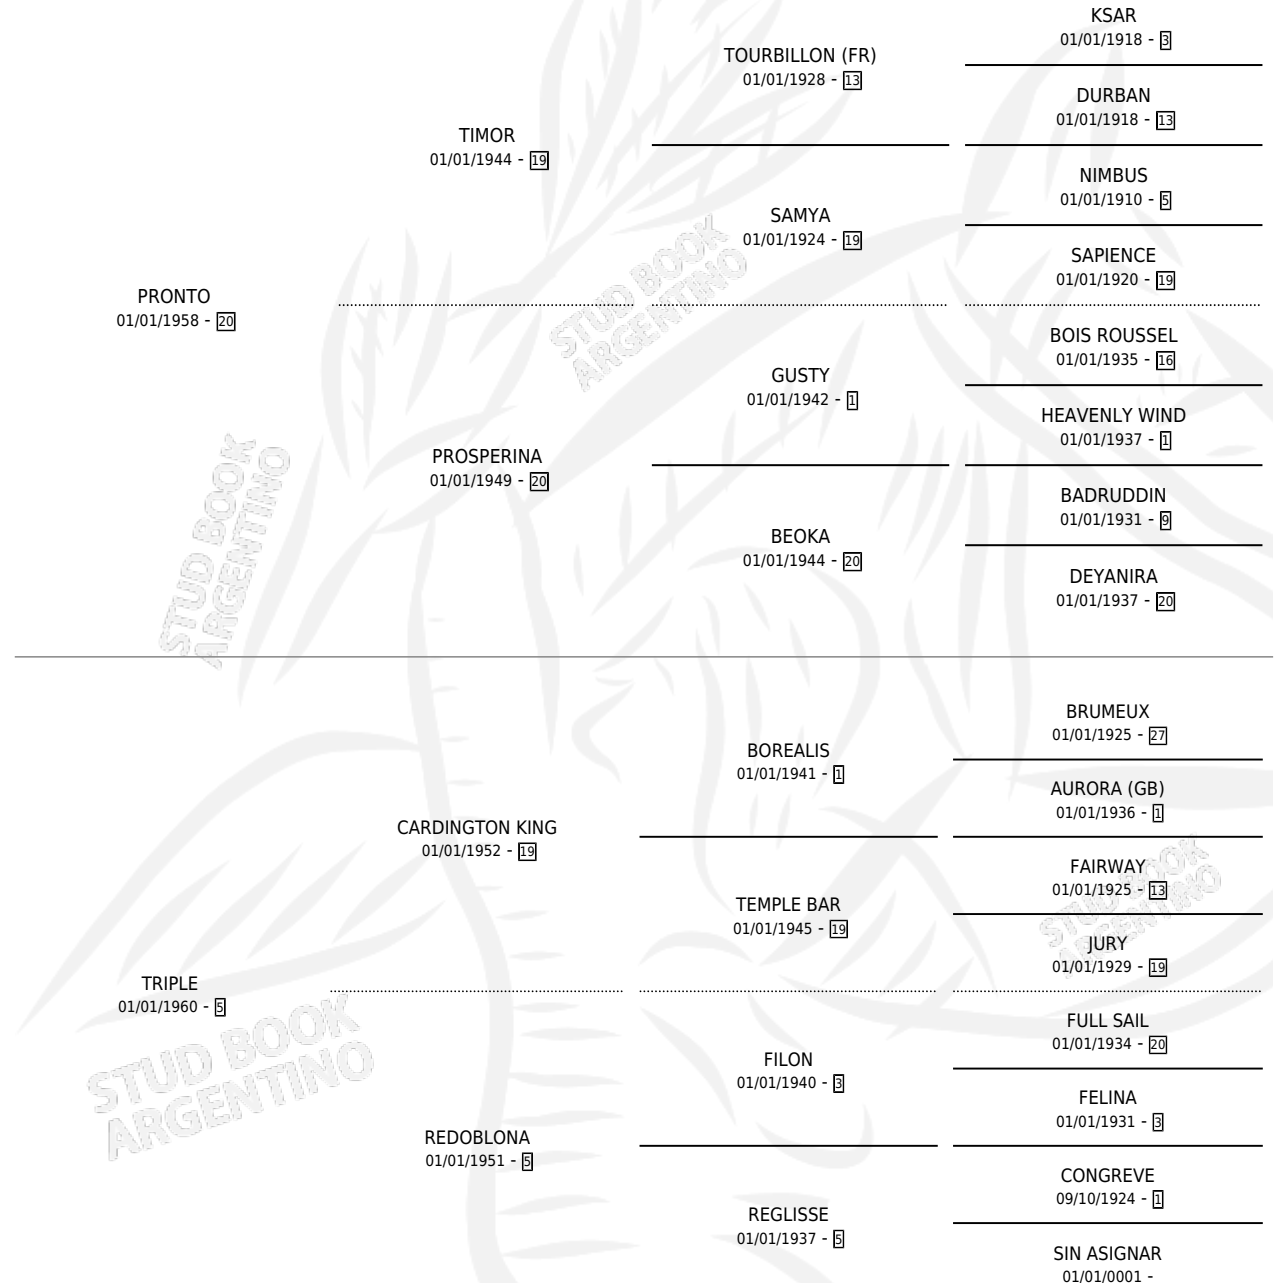 KSAR
01/01/1918 - 3
TOURBILLON (FR)
01/01/1928 - 13
DURBAN
01/01/1918 - 13
TIMOR
01/01/1944 - 19
NIMBUS
01/01/1910 - 5
SAMYA
01/01/1924 - 19
SAPIENCE
01/01/1920 - 19
PRONTO
01/01/1958 - 20
BOIS ROUSSEL
01/01/1935 - 16
GUSTY
01/01/1942 - 1
HEAVENLY WIND
01/01/1937 - 1
PROSPERINA
01/01/1949 - 20
BADRUDDIN
01/01/1931 - 9
BEOKA
01/01/1944 - 20
DEYANIRA
01/01/1937 - 20
BRUMEUX
01/01/1925 - 27
BOREALIS
01/01/1941 - 1
AURORA (GB)
01/01/1936 - 1
CARDINGTON KING
01/01/1952 - 19
FAIRWAY
01/01/1925 - 13
TEMPLE BAR
01/01/1945 - 19
JURY
01/01/1929 - 19
TRIPLE
01/01/1960 - 5
FULL SAIL
01/01/1934 - 20
FILON
01/01/1940 - 3
FELINA
01/01/1931 - 3
REDOBLONA
01/01/1951 - 5
CONGREVE
09/10/1924 - 1
REGLISSE
01/01/1937 - 5
SIN ASIGNAR
01/01/0001 -
STUD BOOK
ARGENTINO
STUD BOOK
ARGENTINO
STUD BOOK
ARGENTINO
STUD BOOK
ARGENTINO